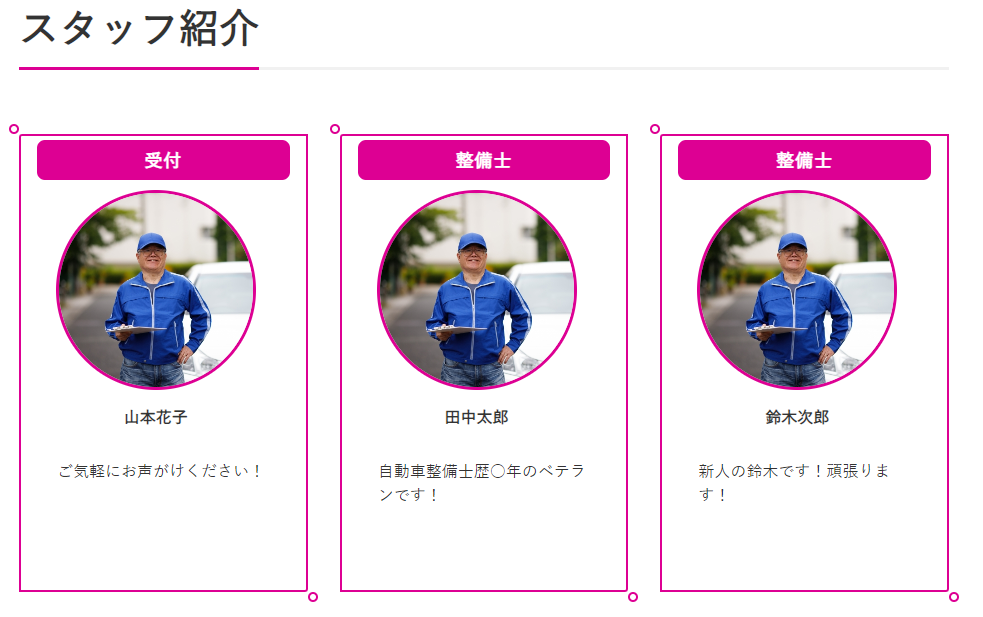 スタッフ紹介
受付
山本花子
ご気軽にお声がけください！
整備士
田中太郎
自動車整備士歴〇年のベテラ
ンです！
整備士
鈴木次郎
新人の鈴木です！頑張りま
す！